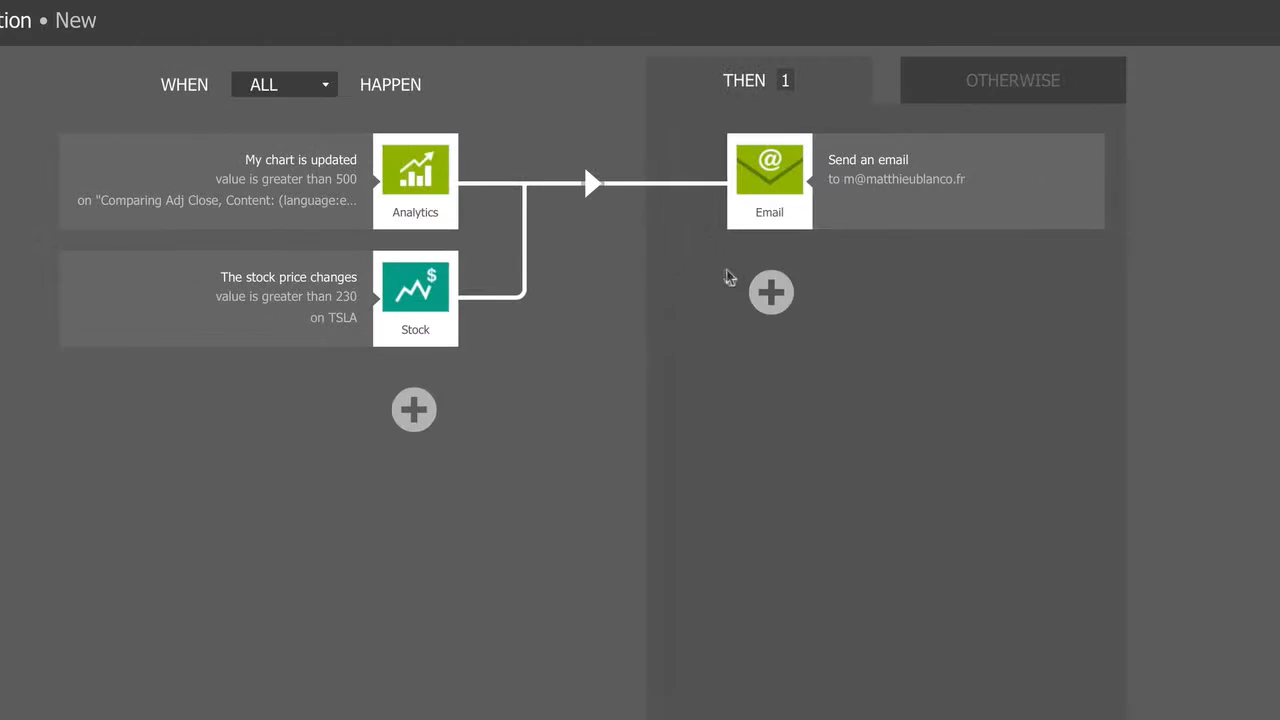 tion • New
WHEN ALL HAPPEN
THEN 1
OTHERWISE
My chart is updated
value is greater than 500
on "Comparing Adj Close, Content: (language:e...
Analytics
The stock price changes
value is greater than 230
on TSLA
$
Stock
@
Email
Send an email
to m@matthieublanco.fr